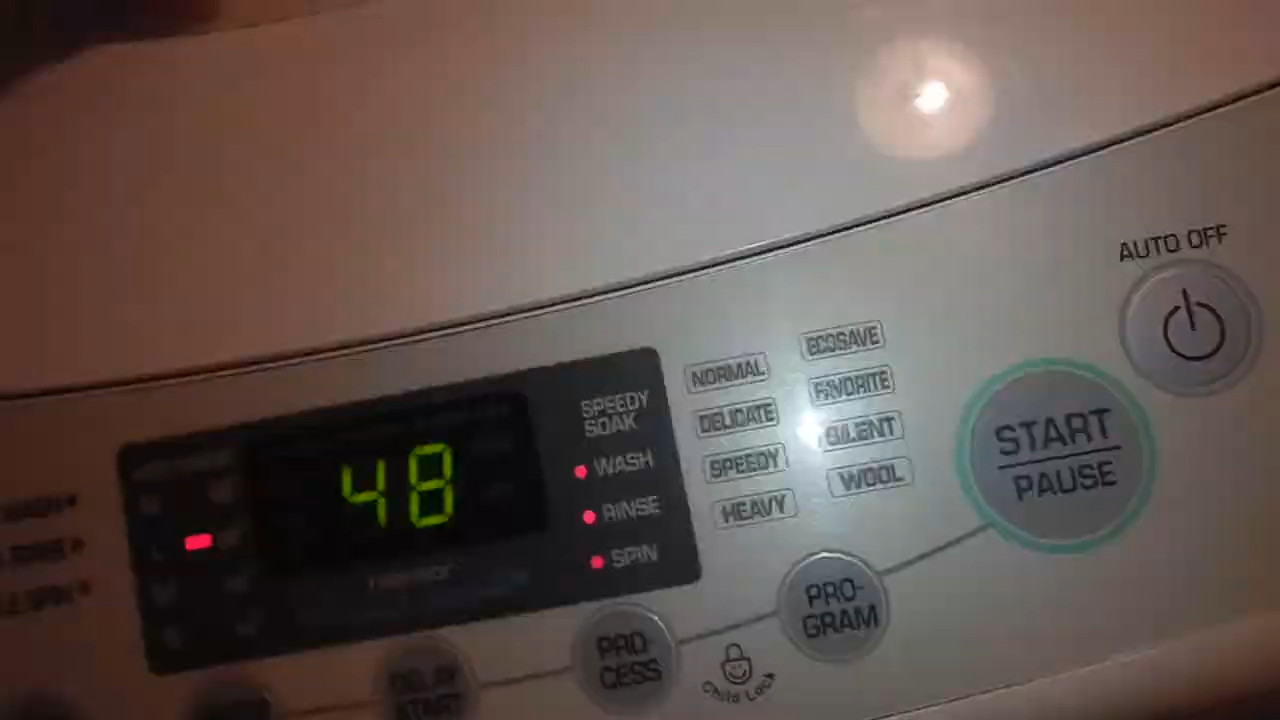 AUTO OFF
ECOSAVE
NORMAL
FAVORITE
DELICATE
SILENT
SPEEDY
WOOL
HEAVY
START
PAUSE
SPEEDY
SOAK
WASH
RINSE
SPIN
48
PRO-
GRAM
PRO-
CESS
DELAY
START
Child Lock